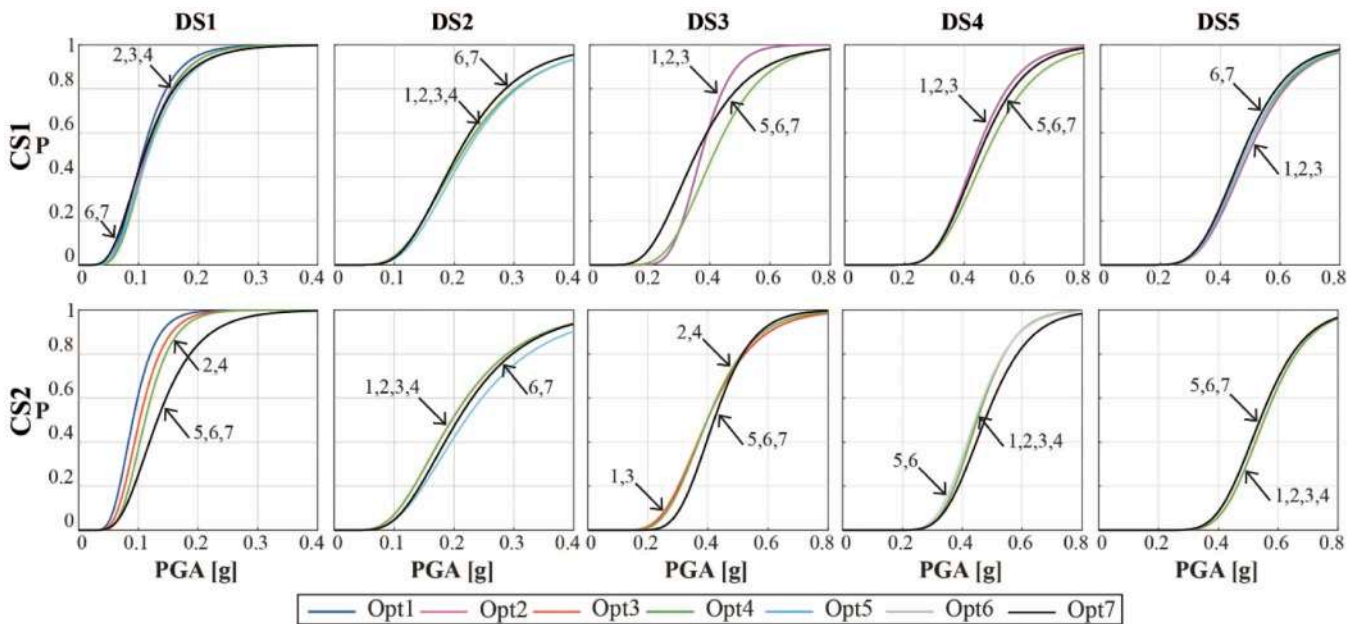 DS1 DS2 DS3 DS4 DS5
CS1
P
1
0.8
0.6
0.4
0.2
0
2,3,4
6,7
6,7
1,2,3,4
1,2,3
5,6,7
1,2,3
5,6,7
6,7
1,2,3
0 0.1 0.2 0.3 0.4
0 0.1 0.2 0.3 0.4
0 0.2 0.4 0.6 0.8
0 0.2 0.4 0.6 0.8
0 0.2 0.4 0.6 0.8
CS2
P
1
0.8
0.6
0.4
0.2
0
2,4
5,6,7
1,2,3,4
6,7
2,4
5,6,7
1,3
5,6
1,2,3,4
5,6,7
1,2,3,4
0 0.1 0.2 0.3 0.4
0 0.1 0.2 0.3 0.4
0 0.2 0.4 0.6 0.8
0 0.2 0.4 0.6 0.8
0 0.2 0.4 0.6 0.8
PGA [g] PGA [g] PGA [g] PGA [g] PGA [g]
Opt1 Opt2 Opt3 Opt4 Opt5 Opt6 Opt7